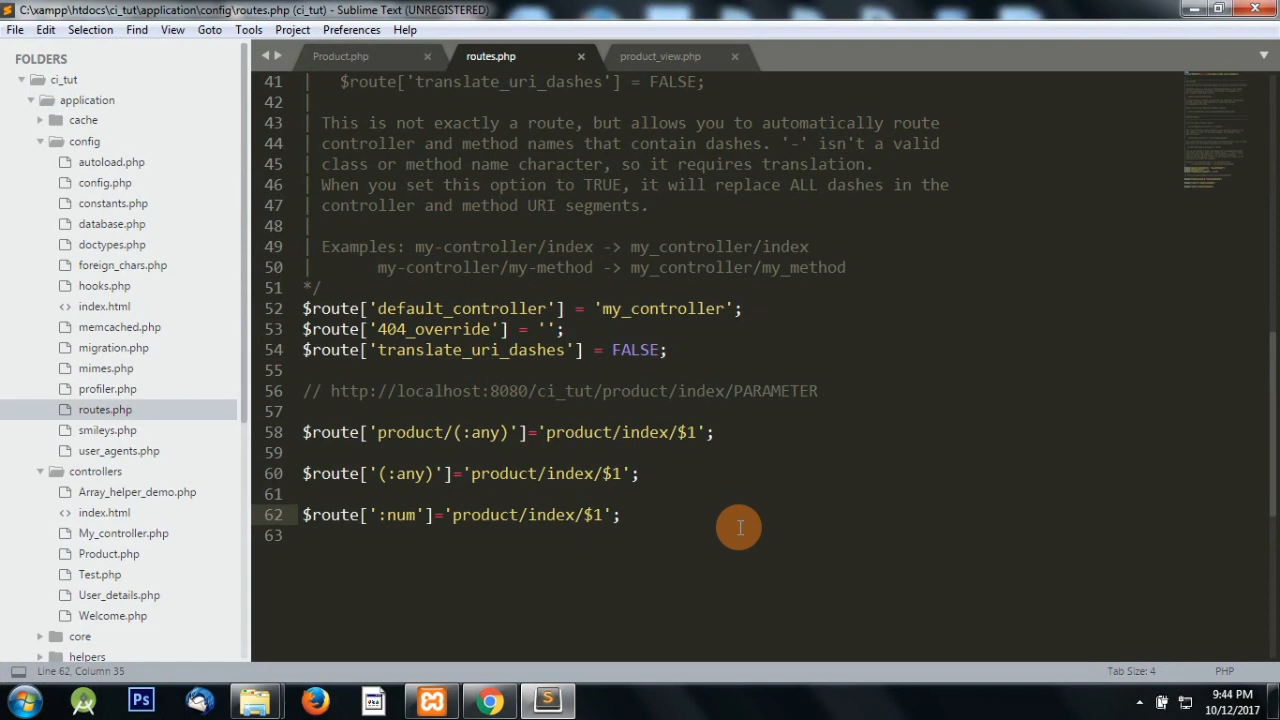 C:\xampp\htdocs\ci_tut\application\config\routes.php (ci_tut) - Sublime Text (UNREGISTERED)
File Edit Selection Find View Goto Tools Project Preferences Help
FOLDERS
ci_tut
application
cache
config
autoload.php
config.php
constants.php
database.php
doctypes.php
foreign_chars.php
hooks.php
index.html
memcached.php
migration.php
mimes.php
profiler.php
routes.php
smileys.php
user_agents.php
controllers
Array_helper_demo.php
index.html
My_controller.php
Product.php
Test.php
User_details.php
Welcome.php
core
helpers
Product.php routes.php product_view.php
41 | $route['translate_uri_dashes'] = FALSE;
42 |
43 | This is not exactly a route, but allows you to automatically route
44 | controller and method names that contain dashes. '-' isn't a valid
45 | class or method name character, so it requires translation.
46 | When you set this option to TRUE, it will replace ALL dashes in the
47 | controller and method URI segments.
48 |
49 | Examples: my-controller/index -> my_controller/index
50 | my-controller/my-method -> my_controller/my_method
51 */
52 $route['default_controller'] = 'my_controller';
53 $route['404_override'] = '';
54 $route['translate_uri_dashes'] = FALSE;
55
56 // http://localhost:8080/ci_tut/product/index/PARAMETER
57
58 $route['product/(:any)']='product/index/$1';
59
60 $route['(:any)']='product/index/$1';
61
62 $route[':num']='product/index/$1';
63
Line 62, Column 35 Tab Size: 4 PHP
Ps
S
9:44 PM
10/12/2017